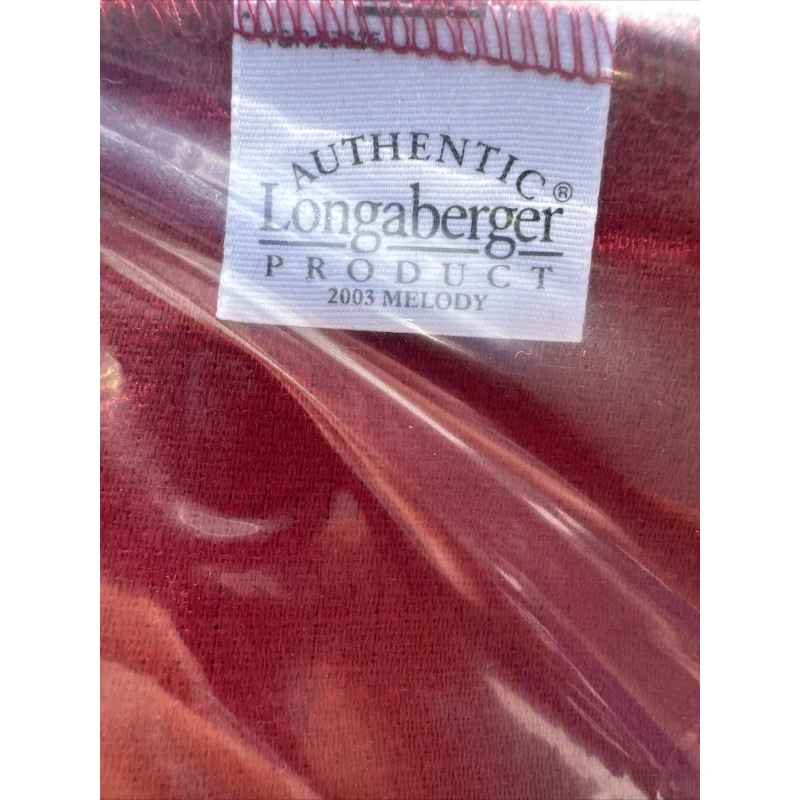 AUTHENTIC
Longaberger®
PRODUCT
2003 MELODY